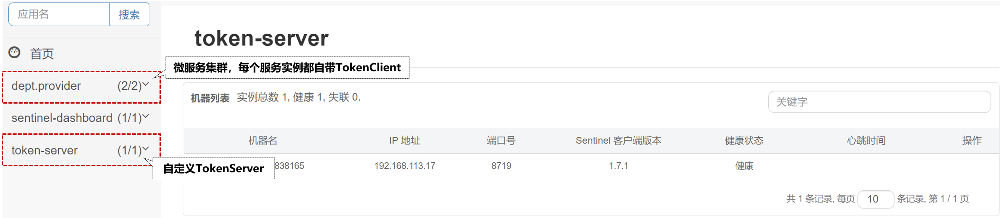 应用名 搜索
首页
微服务集群，每个服务实例都自带TokenClient
dept.provider (2/2)
sentinel-dashboard (1/1)
token-server (1/1)
自定义TokenServer
token-server
机器列表 实例总数 1, 健康 1, 失联 0.
关键字
机器名 IP 地址 端口号 Sentinel 客户端版本 健康状态 心跳时间 操作
838165 192.168.113.17 8719 1.7.1 健康
共 1 条记录, 每页 10 条记录, 第 1 / 1 页